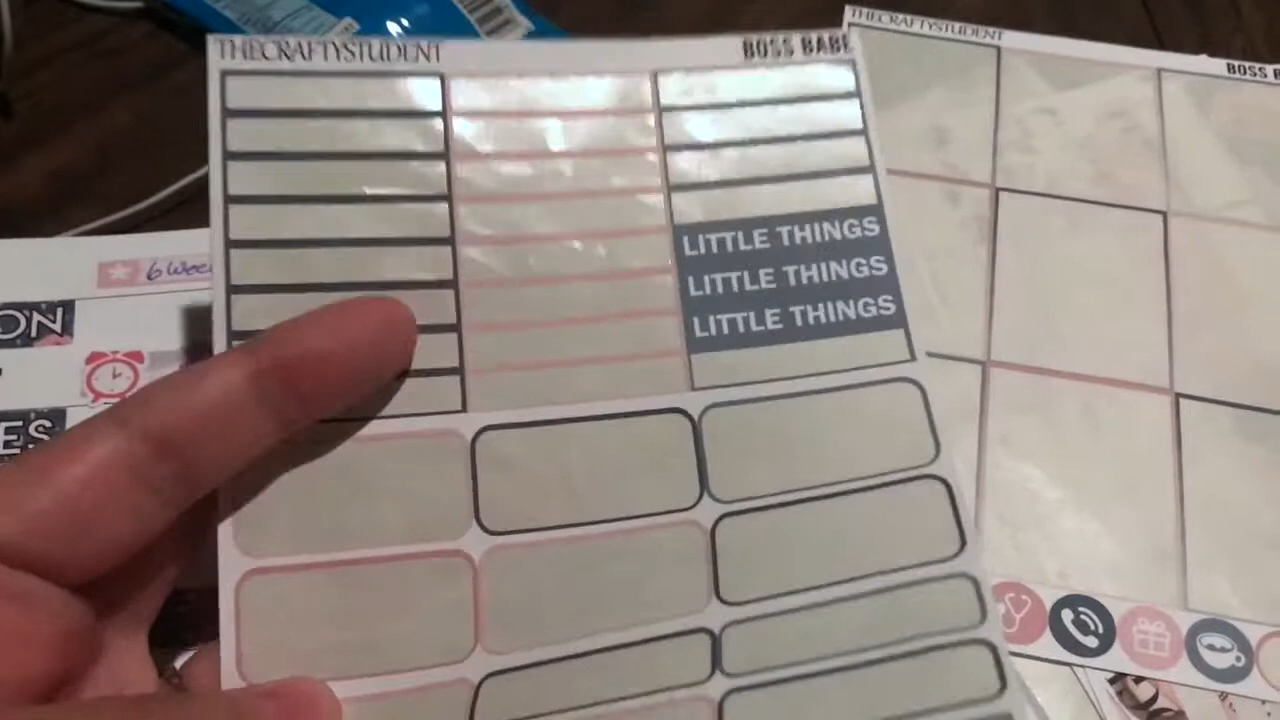 THECRAFTYSTUDENT
BOSS BABE
THECRAFTYSTUDENT
BOSS B
LITTLE THINGS
LITTLE THINGS
LITTLE THINGS
6 Wee
ON
ES